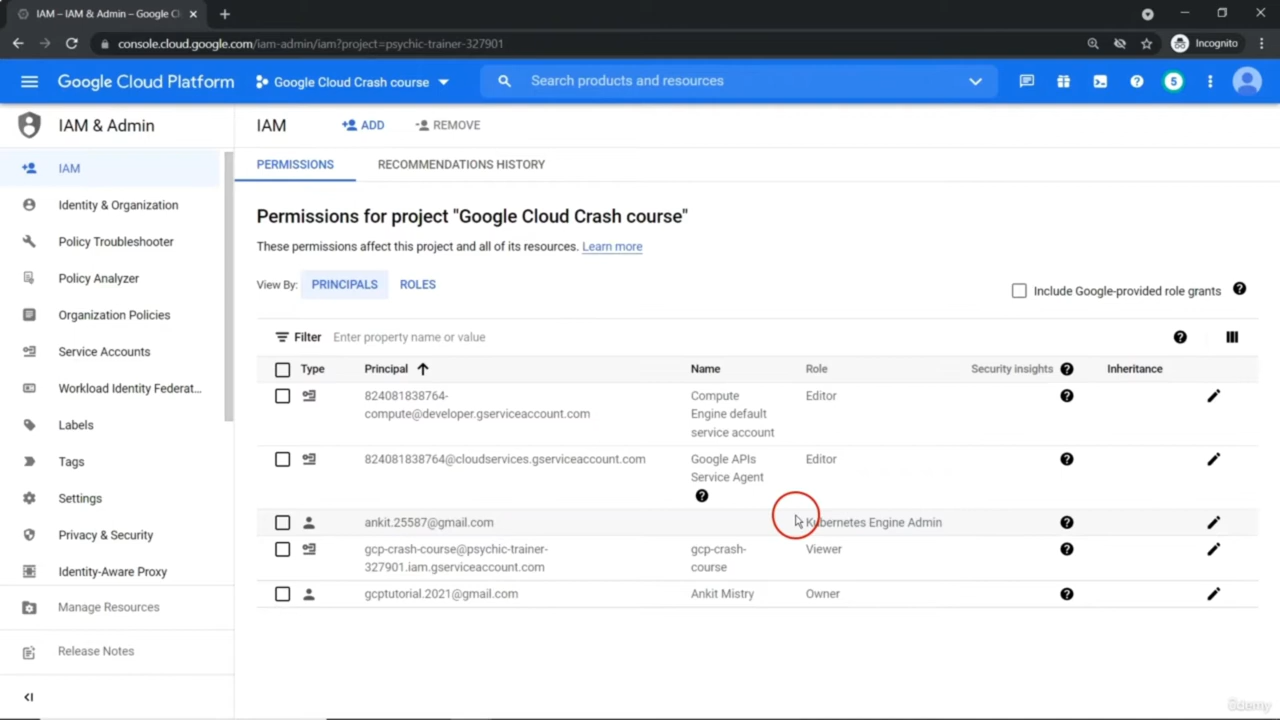 IAM – IAM & Admin – Google Cl
console.cloud.google.com/iam-admin/iam?project=psychic-trainer-327901
Incognito
Google Cloud Platform
Google Cloud Crash course
Search products and resources
5
IAM & Admin
IAM
ADD
REMOVE
IAM
Identity & Organization
Policy Troubleshooter
Policy Analyzer
Organization Policies
Service Accounts
Workload Identity Federat...
Labels
Tags
Settings
Privacy & Security
Identity-Aware Proxy
Manage Resources
Release Notes
PERMISSIONS
RECOMMENDATIONS HISTORY
Permissions for project "Google Cloud Crash course"
These permissions affect this project and all of its resources. Learn more
View By: PRINCIPALS ROLES
Include Google-provided role grants
Filter Enter property name or value
Type Principal Name Role Security insights Inheritance
824081838764-
compute@developer.gserviceaccount.com
Compute
Engine default
service account
Editor
824081838764@cloudservices.gserviceaccount.com
Google APIs
Service Agent
Editor
ankit.25587@gmail.com
Kubernetes Engine Admin
gcp-crash-course@psychic-trainer-
327901.iam.gserviceaccount.com
gcp-crash-
course
Viewer
gcptutorial.2021@gmail.com
Ankit Mistry
Owner
ûdemy